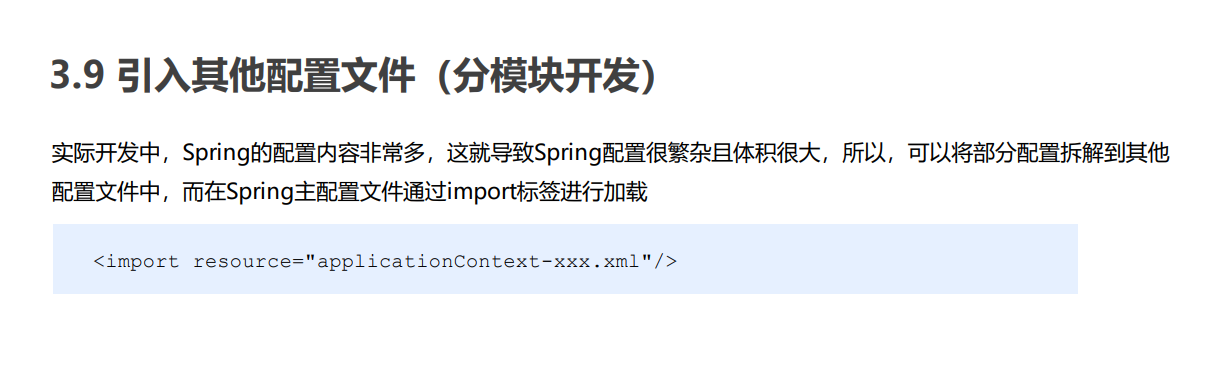 3.9 引入其他配置文件（分模块开发）
实际开发中，Spring的配置内容非常多，这就导致Spring配置很繁杂且体积很大，所以，可以将部分配置拆解到其他
配置文件中，而在Spring主配置文件通过import标签进行加载
<import resource="applicationContext-xxx.xml"/>